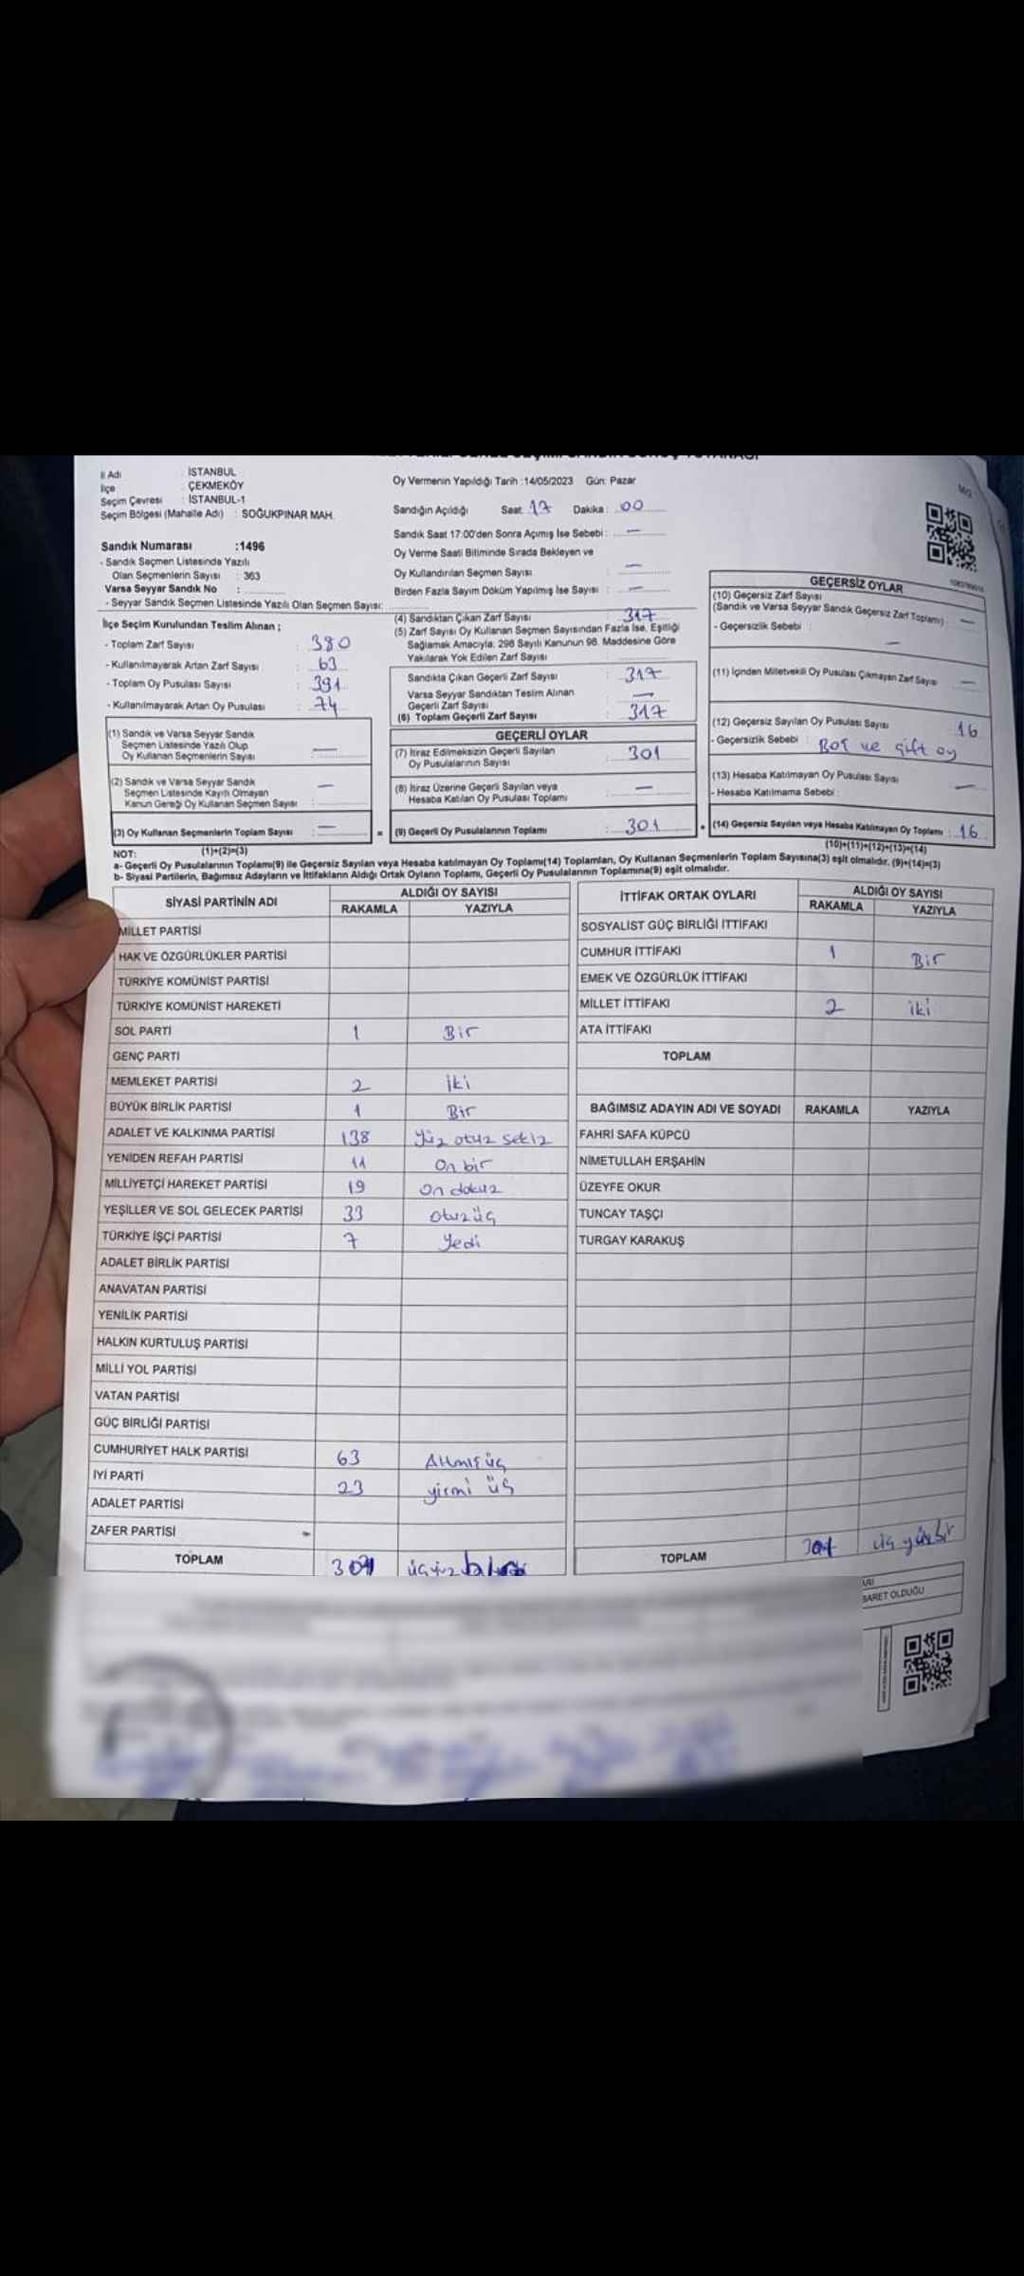 İl Adı : İSTANBUL
İlçe : ÇEKMEKÖY
Seçim Çevresi : İSTANBUL-1
Seçim Bölgesi (Mahalle Adı) : SOĞUKPINAR MAH.
Sandık Numarası :1496
- Sandık Seçmen Listesinde Yazılı
Olan Seçmenlerin Sayısı : 363
Varsa Seyyar Sandık No :
- Seyyar Sandık Seçmen Listesinde Yazılı Olan Seçmen Sayısı:
İlçe Seçim Kurulundan Teslim Alınan ;
- Toplam Zarf Sayısı : 380
- Kullanılmayarak Artan Zarf Sayısı : 63
- Toplam Oy Pusulası Sayısı : 391
- Kullanılmayarak Artan Oy Pusulası : 74
Oy Vermenin Yapıldığı Tarih :14/05/2023 Gün: Pazar
Sandığın Açıldığı Saat: 17 Dakika : 00
Sandık Saat 17:00'den Sonra Açımış İse Sebebi : —
Oy Verme Saati Bitiminde Sırada Bekleyen ve
Oy Kullandırılan Seçmen Sayısı : —
Birden Fazla Sayım Döküm Yapılmış İse Sayısı : —
(4) Sandıktan Çıkan Zarf Sayısı : 317
(5) Zarf Sayısı Oy Kullanan Seçmen Sayısından Fazla İse, Eşitliği
Sağlamak Amacıyla, 298 Sayılı Kanunun 98. Maddesine Göre
Yakılarak Yok Edilen Zarf Sayısı
Sandıkta Çıkan Geçerli Zarf Sayısı : 317
Varsa Seyyar Sandıktan Teslim Alınan
Geçerli Zarf Sayısı : —
(6) Toplam Geçerli Zarf Sayısı : 317
GEÇERSİZ OYLAR
(10) Geçersiz Zarf Sayısı
(Sandık ve Varsa Seyyar Sandık Geçersiz Zarf Toplamı) : —
- Geçersizlik Sebebi :
—
(11) İçinden Milletvekili Oy Pusulası Çıkmayan Zarf Sayısı : —
(12) Geçersiz Sayılan Oy Pusulası Sayısı : 16
- Geçersizlik Sebebi : Boş ve çift oy
(13) Hesaba Katılmayan Oy Pusulası Sayısı : —
- Hesaba Katılmama Sebebi :
(14) Geçersiz Sayılan veya Hesaba Katılmayan Oy Toplamı : 16
(10)+(11)+(12)+(13)=(14)
(1) Sandık ve Varsa Seyyar Sandık
Seçmen Listesinde Yazılı Olup
Oy Kullanan Seçmenlerin Sayısı : —
(2) Sandık ve Varsa Seyyar Sandık
Seçmen Listesinde Kayıtlı Olmayan
Kanun Gereği Oy Kullanan Seçmen Sayısı : —
(3) Oy Kullanan Seçmenlerin Toplam Sayısı : —
(1)+(2)=(3)
GEÇERLİ OYLAR
(7) İtiraz Edilmeksizin Geçerli Sayılan
Oy Pusulalarının Sayısı : 301
(8) İtiraz Üzerine Geçerli Sayılan veya
Hesaba Katılan Oy Pusulası Toplamı : —
(9) Geçerli Oy Pusulalarının Toplamı : 301
NOT:
a- Geçerli Oy Pusulalarının Toplamı(9) ile Geçersiz Sayılan veya Hesaba katılmayan Oy Toplamı(14) Toplamları, Oy Kullanan Seçmenlerin Toplam Sayısına(3) eşit olmalıdır. (9)+(14)=(3)
b- Siyasi Partilerin, Bağımsız Adayların ve İttifakların Aldığı Ortak Oyların Toplamı, Geçerli Oy Pusulalarının Toplamına(9) eşit olmalıdır.
SİYASİ PARTİNİN ADI ALDIĞI OY SAYISI
RAKAMLA YAZIYLA
MİLLET PARTİSİ
HAK VE ÖZGÜRLÜKLER PARTİSİ
TÜRKİYE KOMÜNİST PARTİSİ
TÜRKİYE KOMÜNİST HAREKETİ
SOL PARTİ 1 Bir
GENÇ PARTİ
MEMLEKET PARTİSİ 2 iki
BÜYÜK BİRLİK PARTİSİ 1 Bir
ADALET VE KALKINMA PARTİSİ 138 Yüz otuz sekiz
YENİDEN REFAH PARTİSİ 11 On bir
MİLLİYETÇİ HAREKET PARTİSİ 19 on dokuz
YEŞİLLER VE SOL GELECEK PARTİSİ 33 otuzüç
TÜRKİYE İŞÇİ PARTİSİ 7 Yedi
ADALET BİRLİK PARTİSİ
ANAVATAN PARTİSİ
YENİLİK PARTİSİ
HALKIN KURTULUŞ PARTİSİ
MİLLİ YOL PARTİSİ
VATAN PARTİSİ
GÜÇ BİRLİĞİ PARTİSİ
CUMHURİYET HALK PARTİSİ 63 Altmış üç
İYİ PARTİ 23 yirmi üç
ADALET PARTİSİ
ZAFER PARTİSİ
TOPLAM
İTTİFAK ORTAK OYLARI ALDIĞI OY SAYISI
RAKAMLA YAZIYLA
SOSYALİST GÜÇ BİRLİĞİ İTTİFAKI
CUMHUR İTTİFAKI 1 Bir
EMEK VE ÖZGÜRLÜK İTTİFAKI
MİLLET İTTİFAKI 2 iki
ATA İTTİFAKI
TOPLAM
BAĞIMSIZ ADAYIN ADI VE SOYADI RAKAMLA YAZIYLA
FAHRİ SAFA KÜPCÜ
NİMETULLAH ERŞAHİN
ÜZEYFE OKUR
TUNCAY TAŞÇI
TURGAY KARAKUŞ
TOPLAM 301 üç yüz bir
BARET OLDUĞU